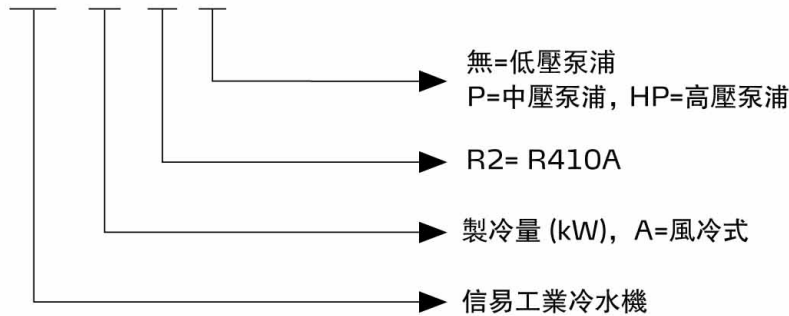 無=低壓泵浦
P=中壓泵浦，HP=高壓泵浦
R2= R410A
製冷量 (kW)，A=風冷式
信易工業冷水機